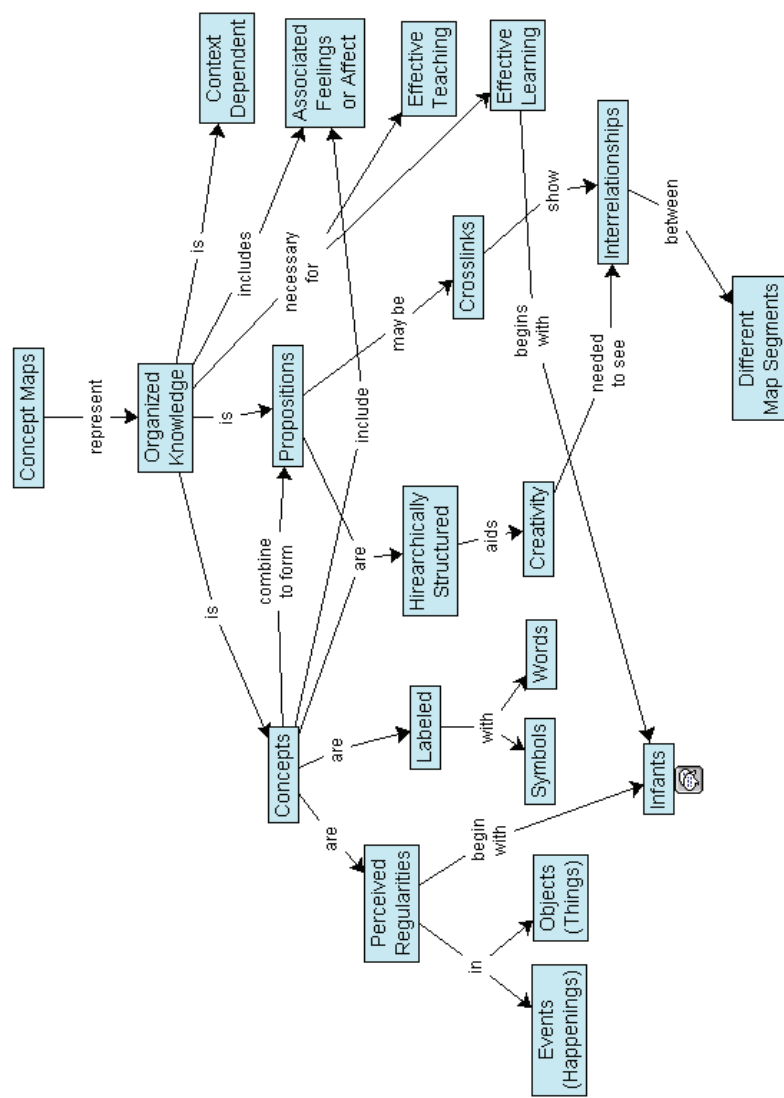 Concept Maps
represent
Organized
Knowledge
is
is
is
includes
necessary
for
Context
Dependent
Associated
Feelings
or Affect
Effective
Teaching
Effective
Learning
Concepts
combine
to form
Propositions
include
are
are
are
may be
Perceived
Regularities
Labeled
Hirearchically
Structured
Crosslinks
in
begin
with
with
aids
show
begins
with
Events
(Happenings)
Objects
(Things)
Symbols
Words
Creativity
needed
to see
Interrelationships
Infants
between
Different
Map Segments